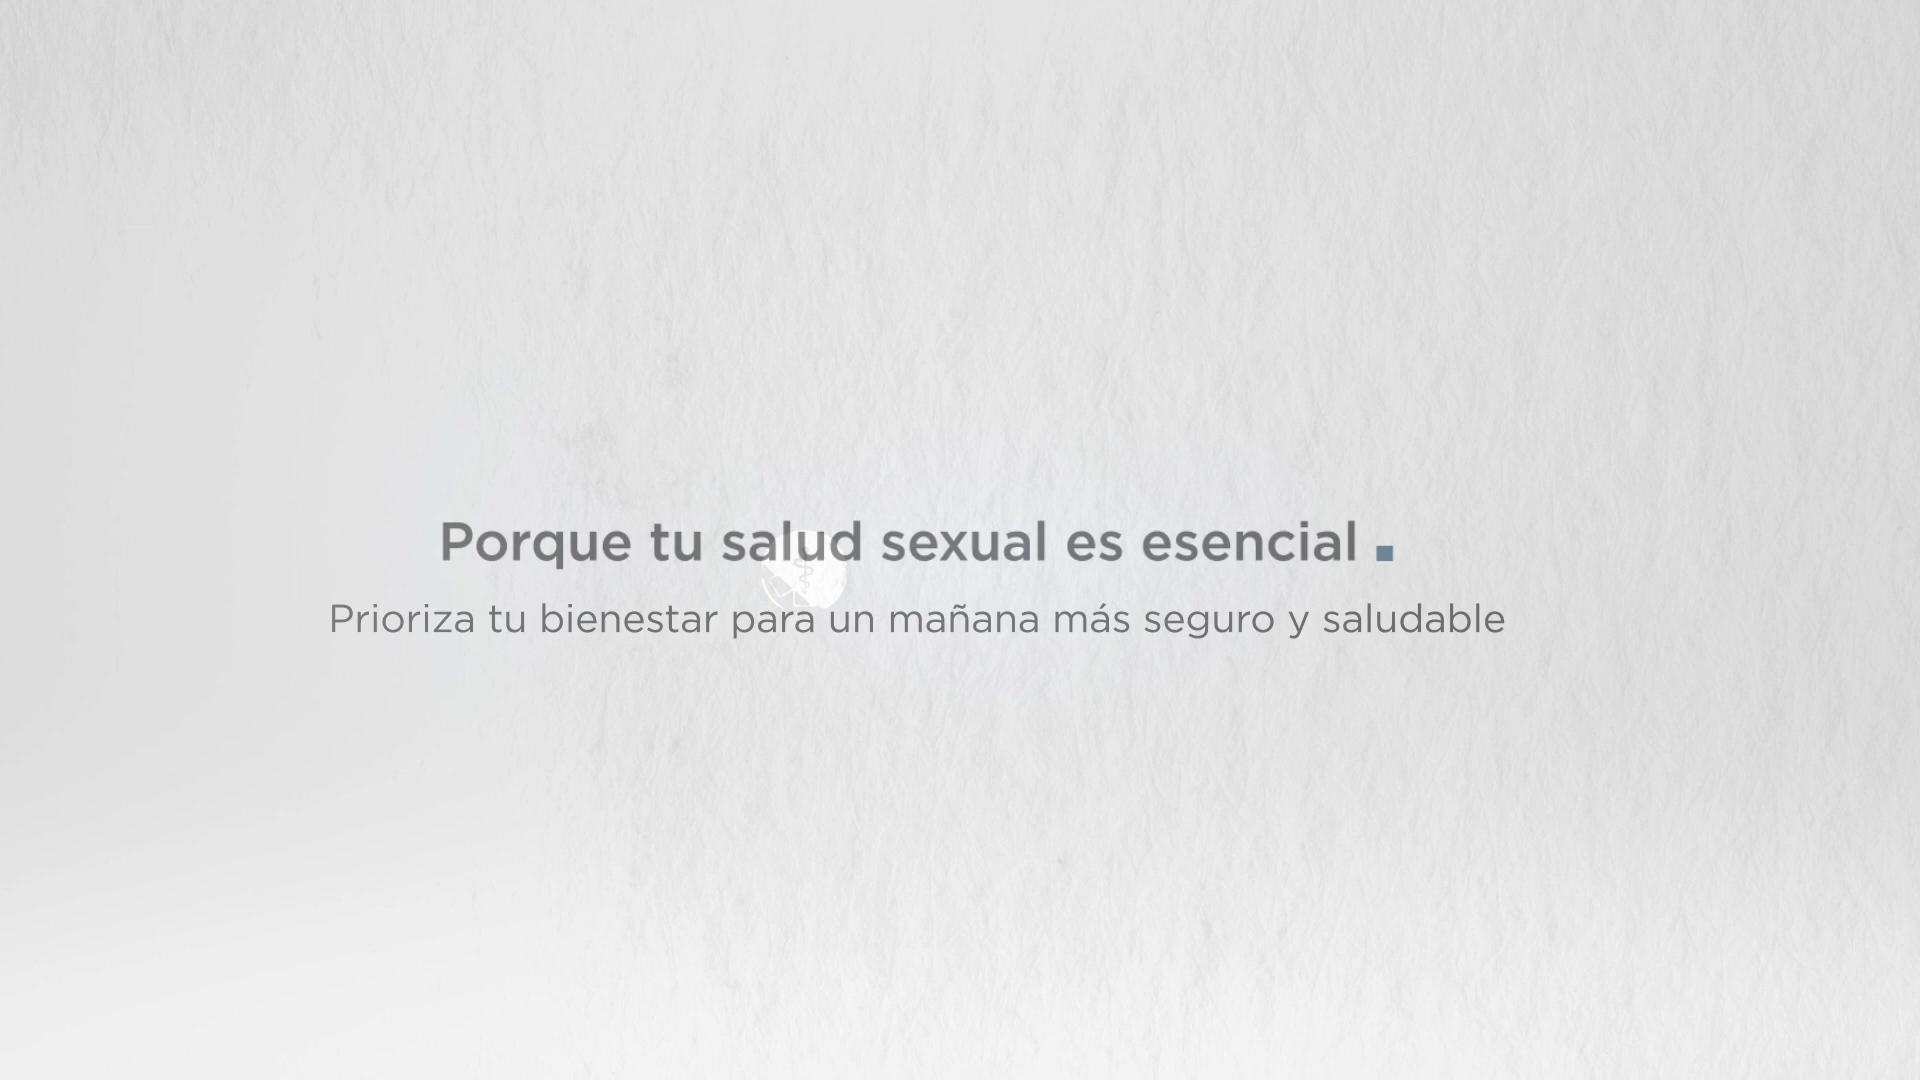 Porque tu salud sexual es esencial.
Prioriza tu bienestar para un mañana más seguro y saludable